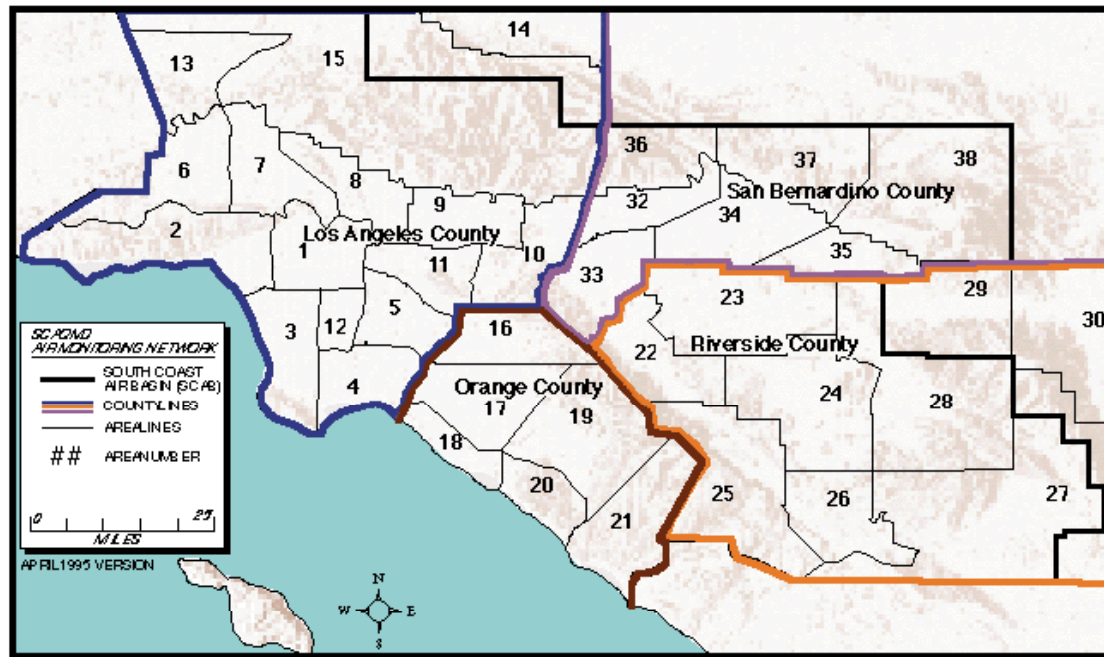 14
13
15
36
37
38
6
7
8
San Bernardino County
9
32
34
2
Los Angeles County
1
10
35
11
33
29
23
3
12
5
16
30
SCAQMD
AIR MONITORING NETWORK
SOUTH COAST
AIR BASIN (SCAB)
COUNTY LINES
AREA LINES
## AREA NUMBER
0 25
MILES
22
Riverside County
4
Orange County
24
28
17
19
18
20
25
26
27
21
APRIL 1995 VERSION
N
W E
S